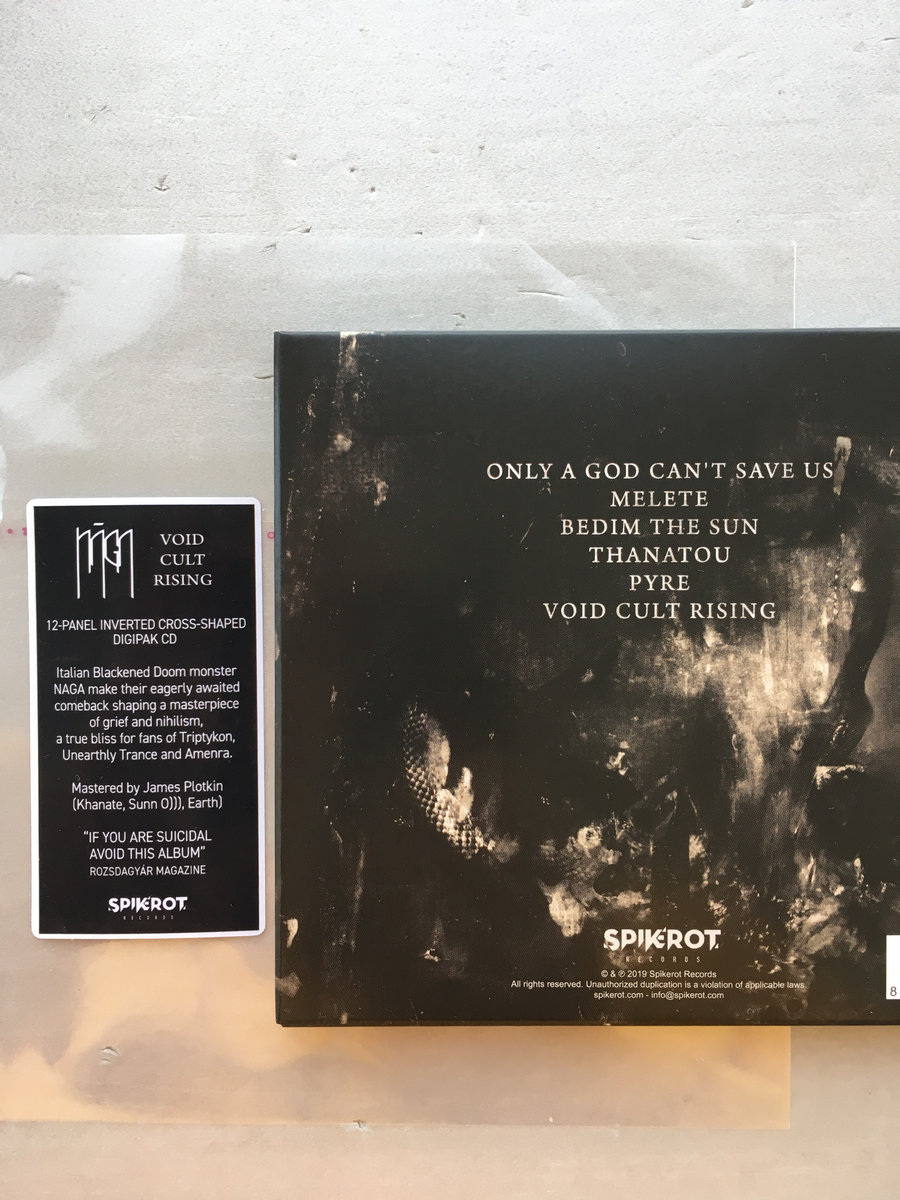 NĀGA
VOID
CULT
RISING
12-PANEL INVERTED CROSS-SHAPED
DIGIPAK CD
Italian Blackened Doom monster
NAGA make their eagerly awaited
comeback shaping a masterpiece
of grief and nihilism,
a true bliss for fans of Triptykon,
Unearthly Trance and Amenra.
Mastered by James Plotkin
(Khanate, Sunn O))), Earth)
"IF YOU ARE SUICIDAL
AVOID THIS ALBUM"
ROZSDAGYÁR MAGAZINE
SPIKEROT
RECORDS
ONLY A GOD CAN'T SAVE US
MELETE
BEDIM THE SUN
THANATOU
PYRE
VOID CULT RISING
SPIKEROT
RECORDS
© & ℗ 2019 Spikerot Records
All rights reserved. Unauthorized duplication is a violation of applicable laws.
spikerot.com - info@spikerot.com
8